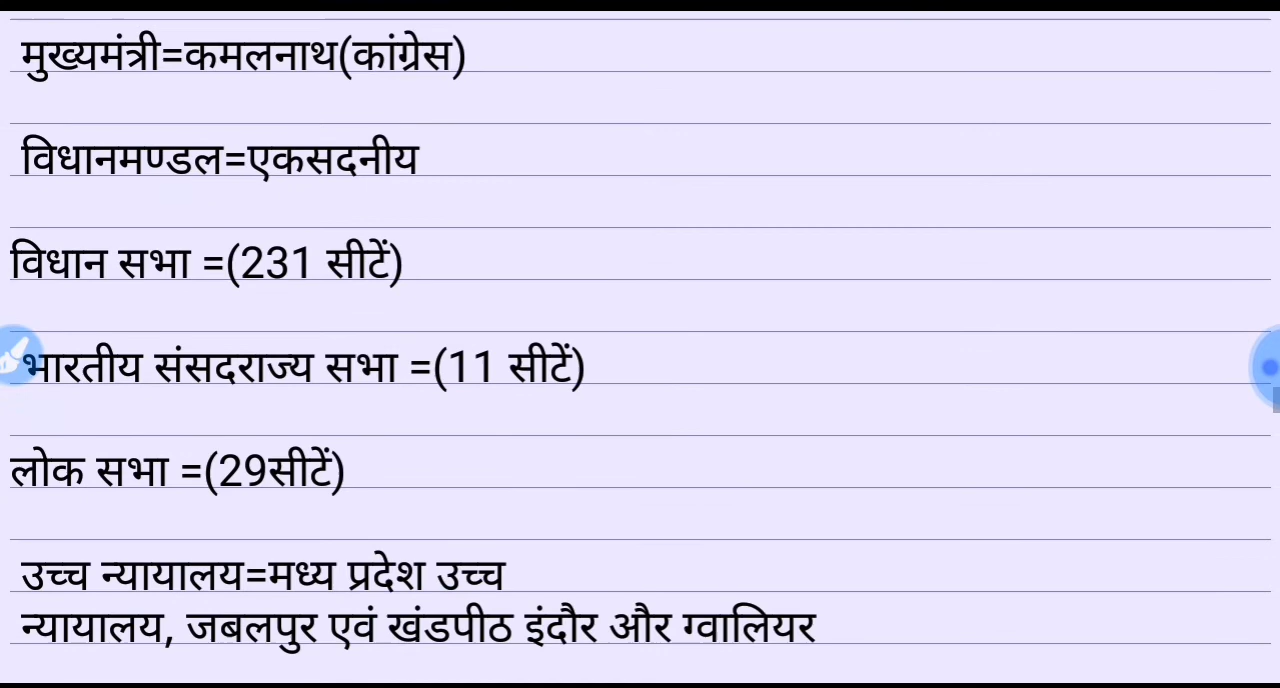 मुख्यमंत्री=कमलनाथ(कांग्रेस)
विधानमण्डल=एकसदनीय
विधान सभा =(231 सीटें)
भारतीय संसदराज्य सभा =(11 सीटें)
लोक सभा =(29सीटें)
उच्च न्यायालय=मध्य प्रदेश उच्च
न्यायालय, जबलपुर एवं खंडपीठ इंदौर और ग्वालियर